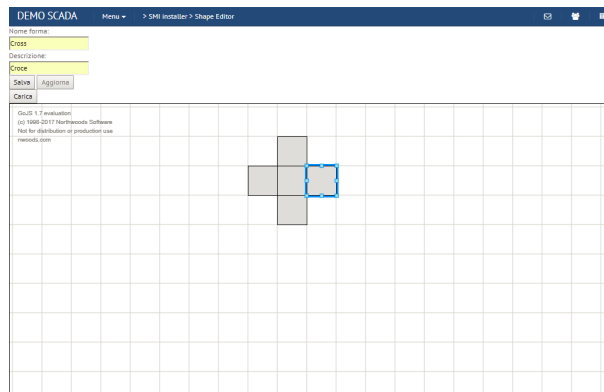 DEMO SCADA Menu > SMI installer > Shape Editor
Nome forma:
Cross
Descrizione:
Croce
Salva Aggiorna
Carica
GoJS 1.7 evaluation
(c) 1998-2017 Northwoods Software
Not for distribution or production use
nwoods.com